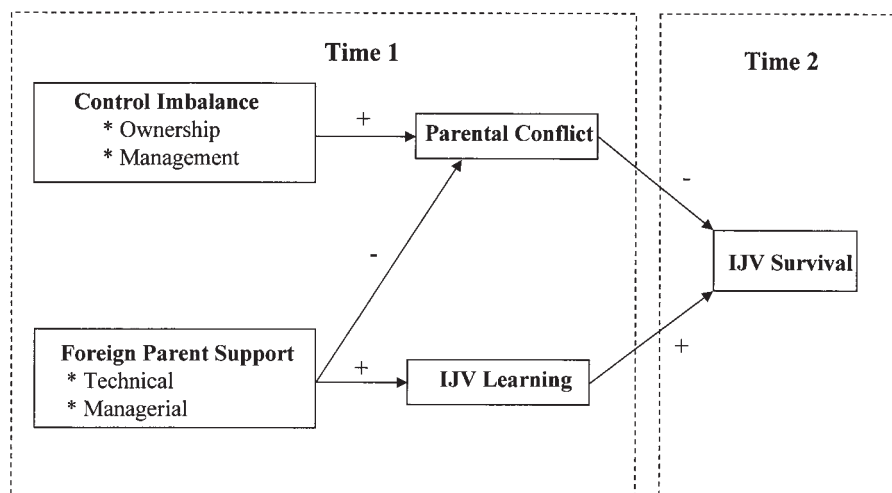 Time 1
Time 2
Control Imbalance
* Ownership
* Management
+
Parental Conflict
-
-
IJV Survival
Foreign Parent Support
* Technical
* Managerial
+
IJV Learning
+